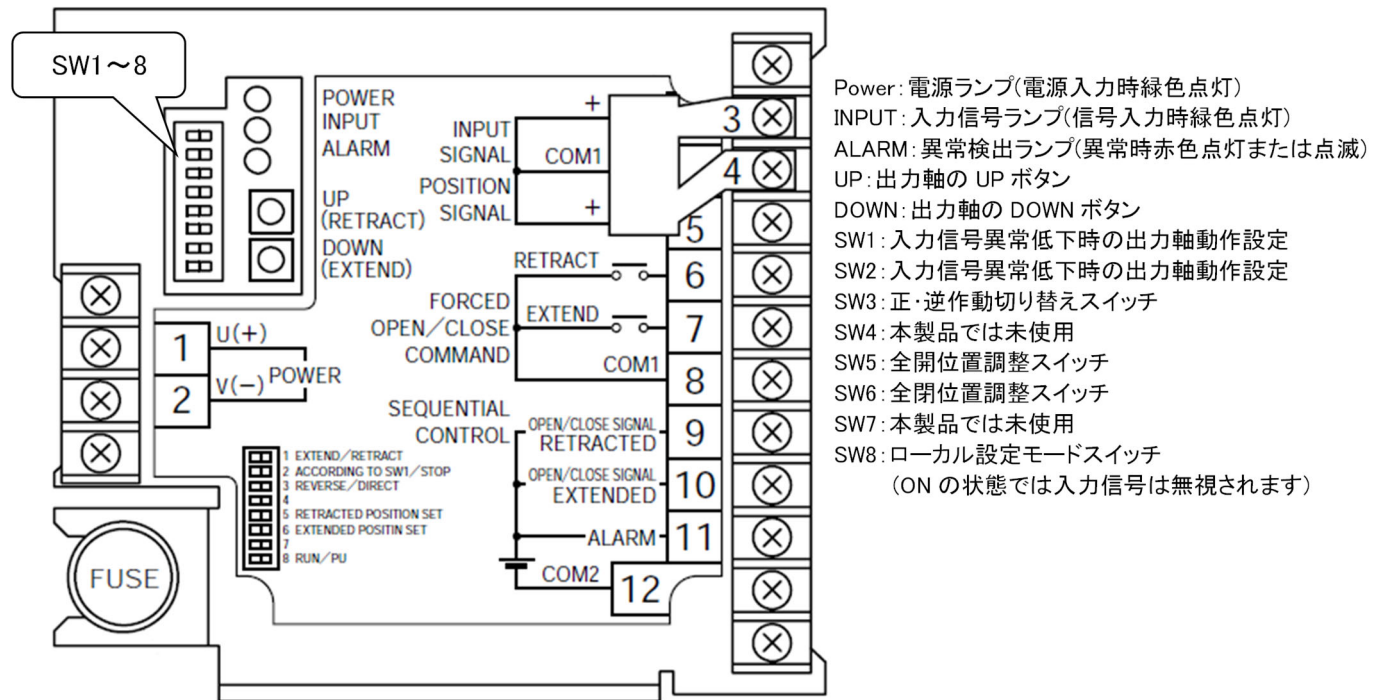 SW1～8
POWER
INPUT
ALARM
UP
(RETRACT)
DOWN
(EXTEND)
INPUT
SIGNAL
+
COM1
POSITION
SIGNAL
+
3
4
5
RETRACT
6
EXTEND
7
FORCED
OPEN／CLOSE
COMMAND
COM1
8
1
U(+)
2
V(−)
POWER
SEQUENTIAL
CONTROL
OPEN/CLOSE SIGNAL
RETRACTED
9
OPEN/CLOSE SIGNAL
EXTENDED
10
ALARM
11
COM2
12
1 EXTEND／RETRACT
2 ACCORDING TO SW1／STOP
3 REVERSE／DIRECT
4
5 RETRACTED POSITION SET
6 EXTENDED POSITIN SET
7
8 RUN／PU
FUSE
Power：電源ランプ(電源入力時緑色点灯)
INPUT：入力信号ランプ(信号入力時緑色点灯)
ALARM：異常検出ランプ(異常時赤色点灯または点滅)
UP：出力軸の UP ボタン
DOWN：出力軸の DOWN ボタン
SW1：入力信号異常低下時の出力軸動作設定
SW2：入力信号異常低下時の出力軸動作設定
SW3：正・逆作動切り替えスイッチ
SW4：本製品では未使用
SW5：全開位置調整スイッチ
SW6：全閉位置調整スイッチ
SW7：本製品では未使用
SW8：ローカル設定モードスイッチ
(ON の状態では入力信号は無視されます)